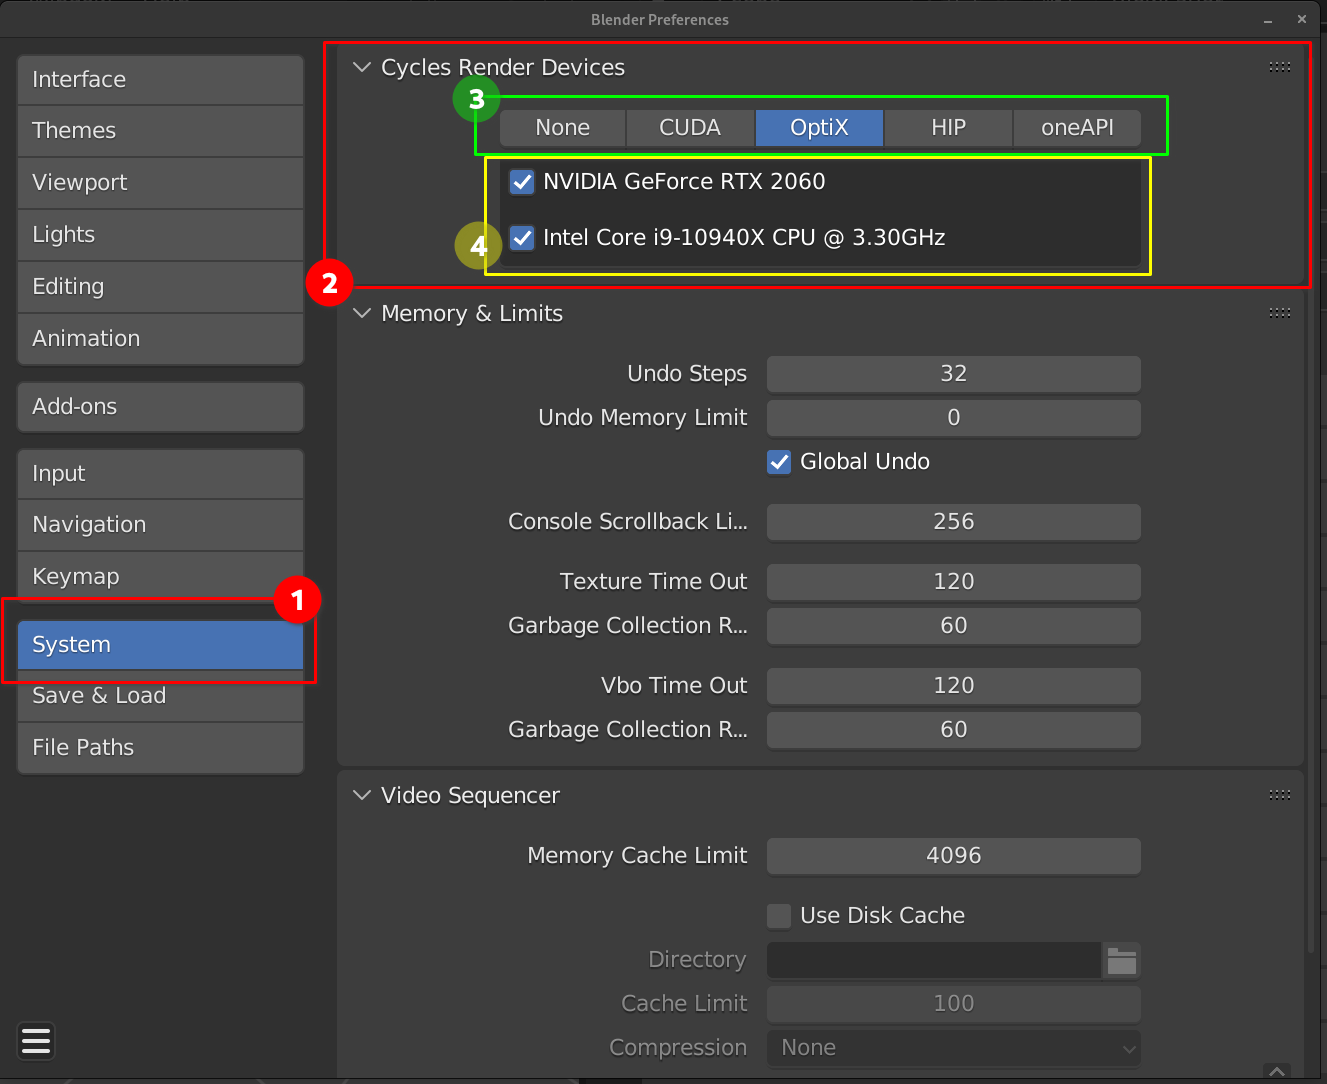 Blender Preferences
Interface
Themes
Viewport
Lights
Editing
Animation
Add-ons
Input
Navigation
Keymap
1
System
Save & Load
File Paths
2
Cycles Render Devices
3
None CUDA OptiX HIP oneAPI
NVIDIA GeForce RTX 2060
4
Intel Core i9-10940X CPU @ 3.30GHz
Memory & Limits
Undo Steps 32
Undo Memory Limit 0
Global Undo
Console Scrollback Li... 256
Texture Time Out 120
Garbage Collection R... 60
Vbo Time Out 120
Garbage Collection R... 60
Video Sequencer
Memory Cache Limit 4096
Use Disk Cache
Directory
Cache Limit 100
Compression None